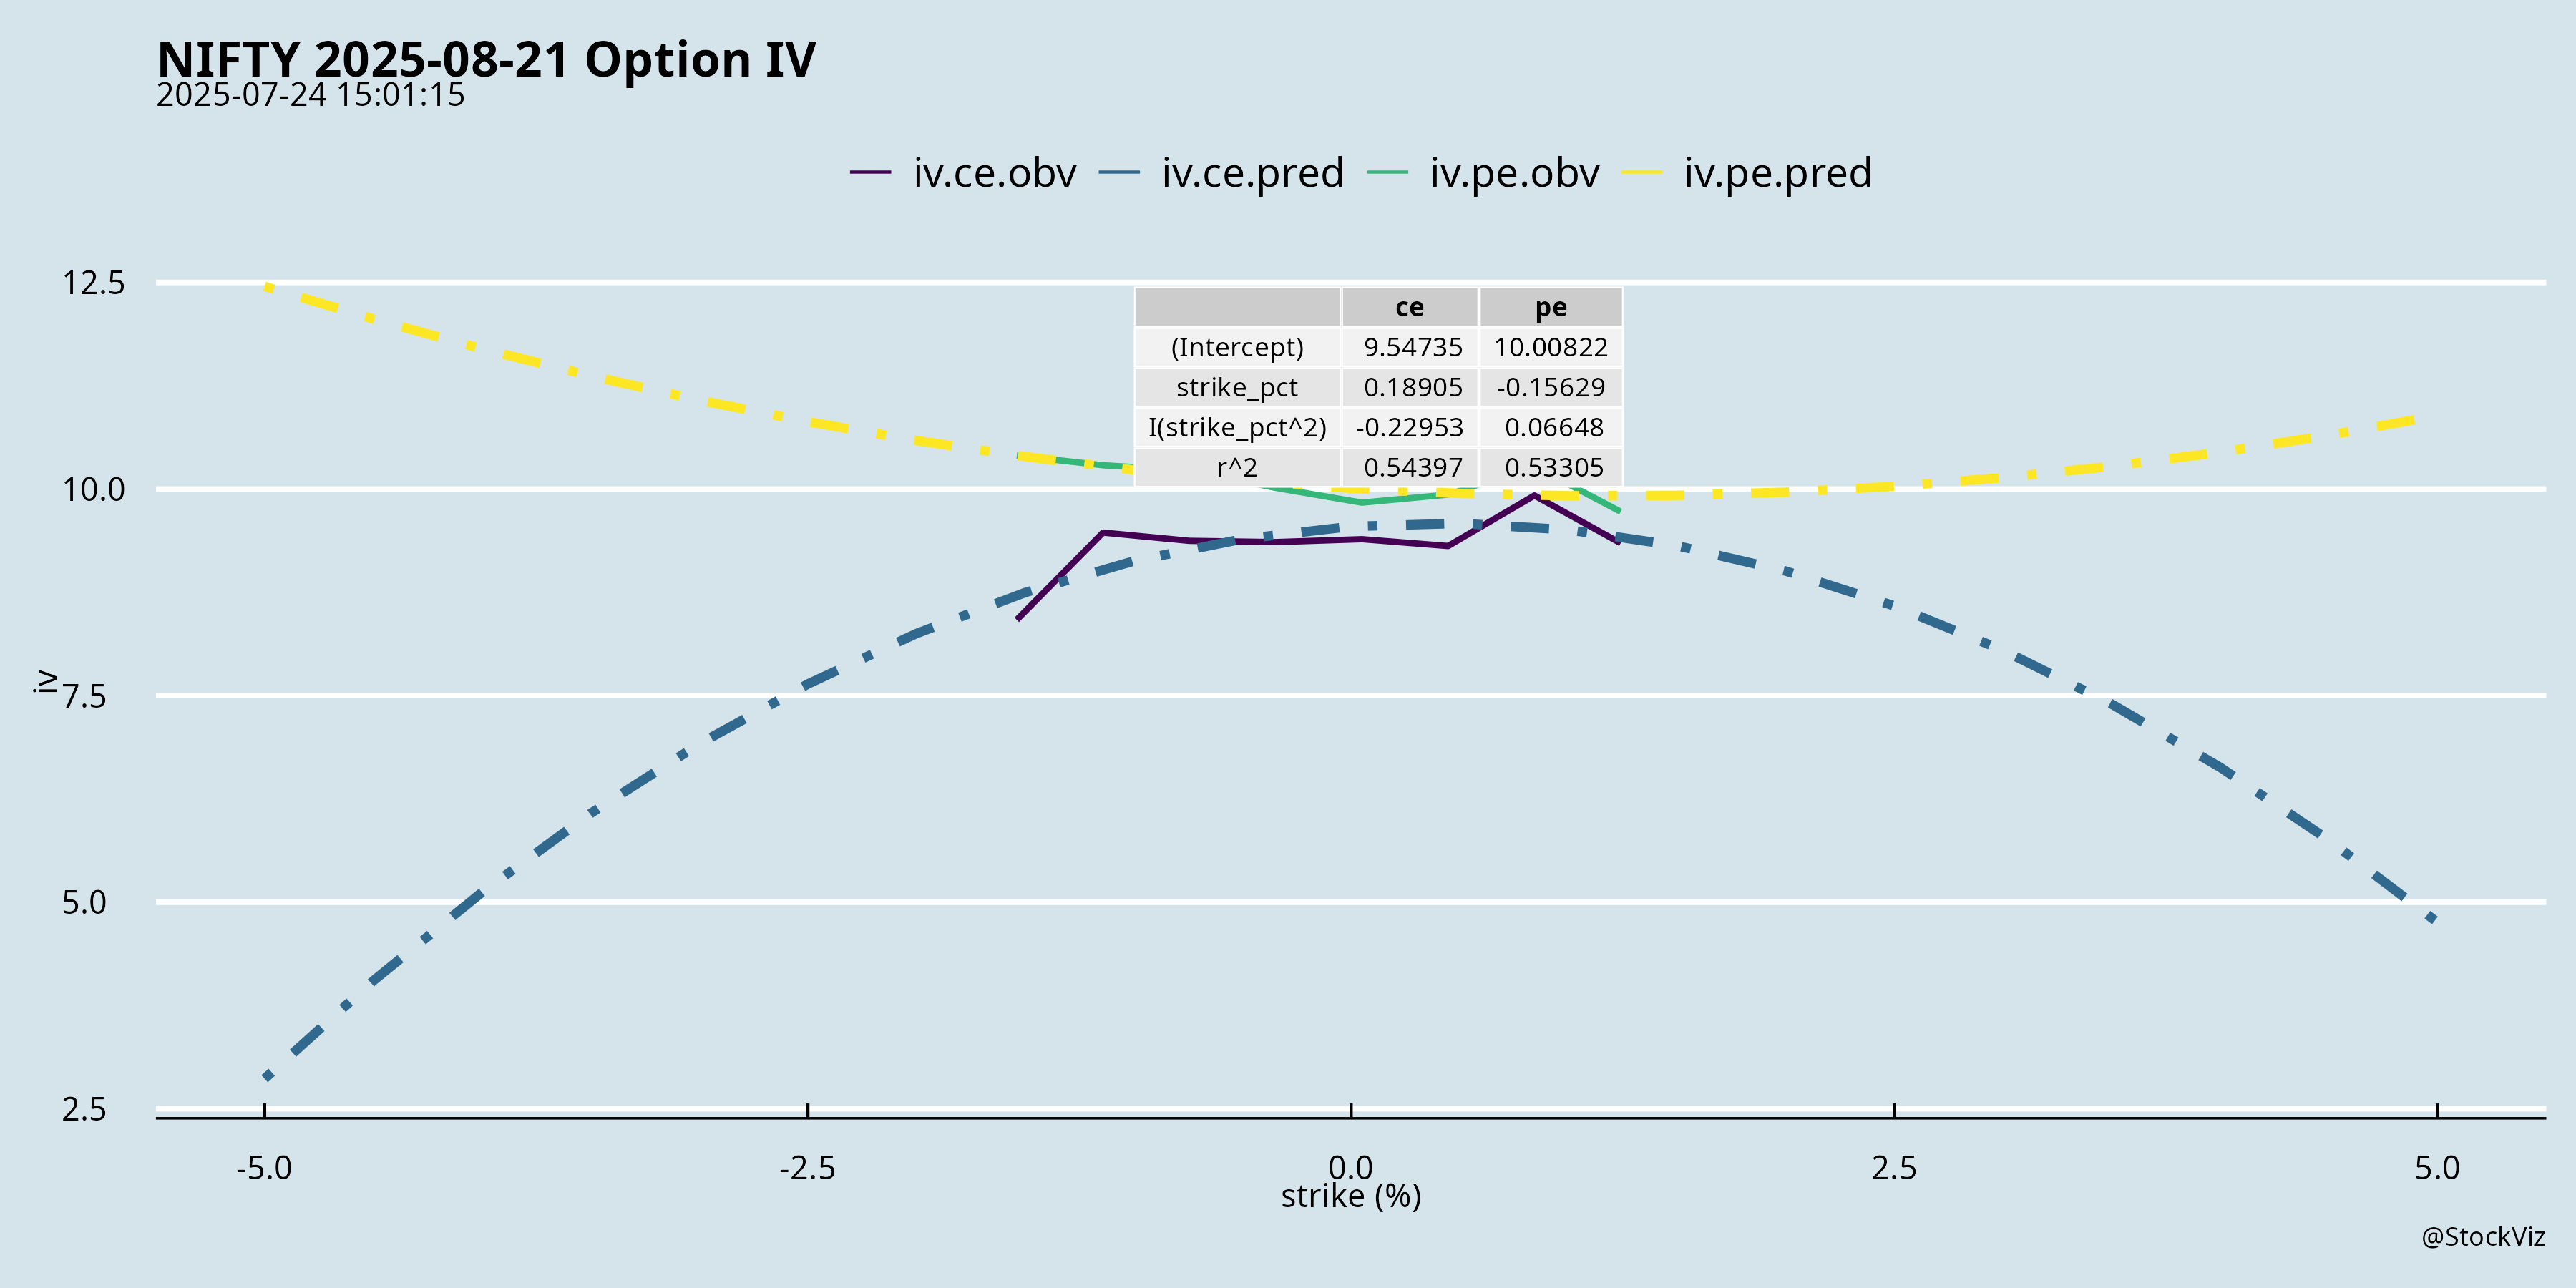 NIFTY 2025-08-21 Option IV
2025-07-24 15:01:15
iv.ce.obv iv.ce.pred iv.pe.obv iv.pe.pred
12.5
10.0
7.5
5.0
2.5
iv
ce pe
(Intercept) 9.54735 10.00822
strike_pct 0.18905 -0.15629
I(strike_pct^2) -0.22953 0.06648
r^2 0.54397 0.53305
-5.0 -2.5 0.0 2.5 5.0
strike (%)
@StockViz